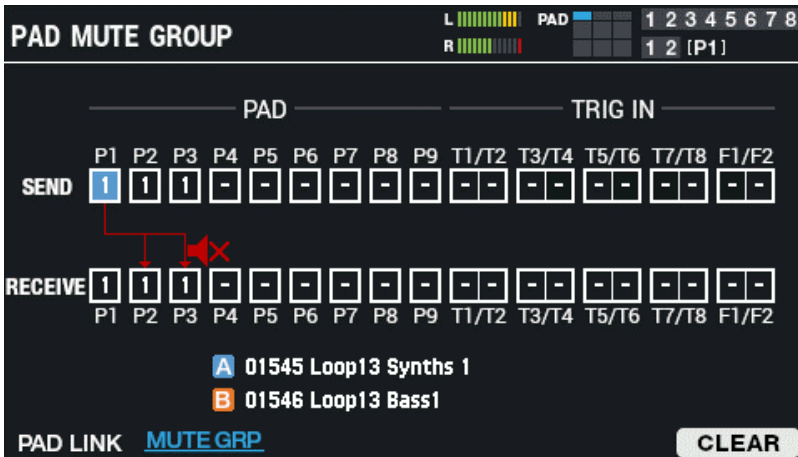 PAD MUTE GROUP
L
R
PAD
1 2 3 4 5 6 7 8
1 2 [P1]
PAD TRIG IN
P1 P2 P3 P4 P5 P6 P7 P8 P9 T1/T2 T3/T4 T5/T6 T7/T8 F1/F2
SEND 1 1 1 - - - - - - - - - - - - - - - -
RECEIVE 1 1 1 - - - - - - - - - - - - - - - -
P1 P2 P3 P4 P5 P6 P7 P8 P9 T1/T2 T3/T4 T5/T6 T7/T8 F1/F2
A 01545 Loop13 Synths 1
B 01546 Loop13 Bass1
PAD LINK MUTE GRP CLEAR